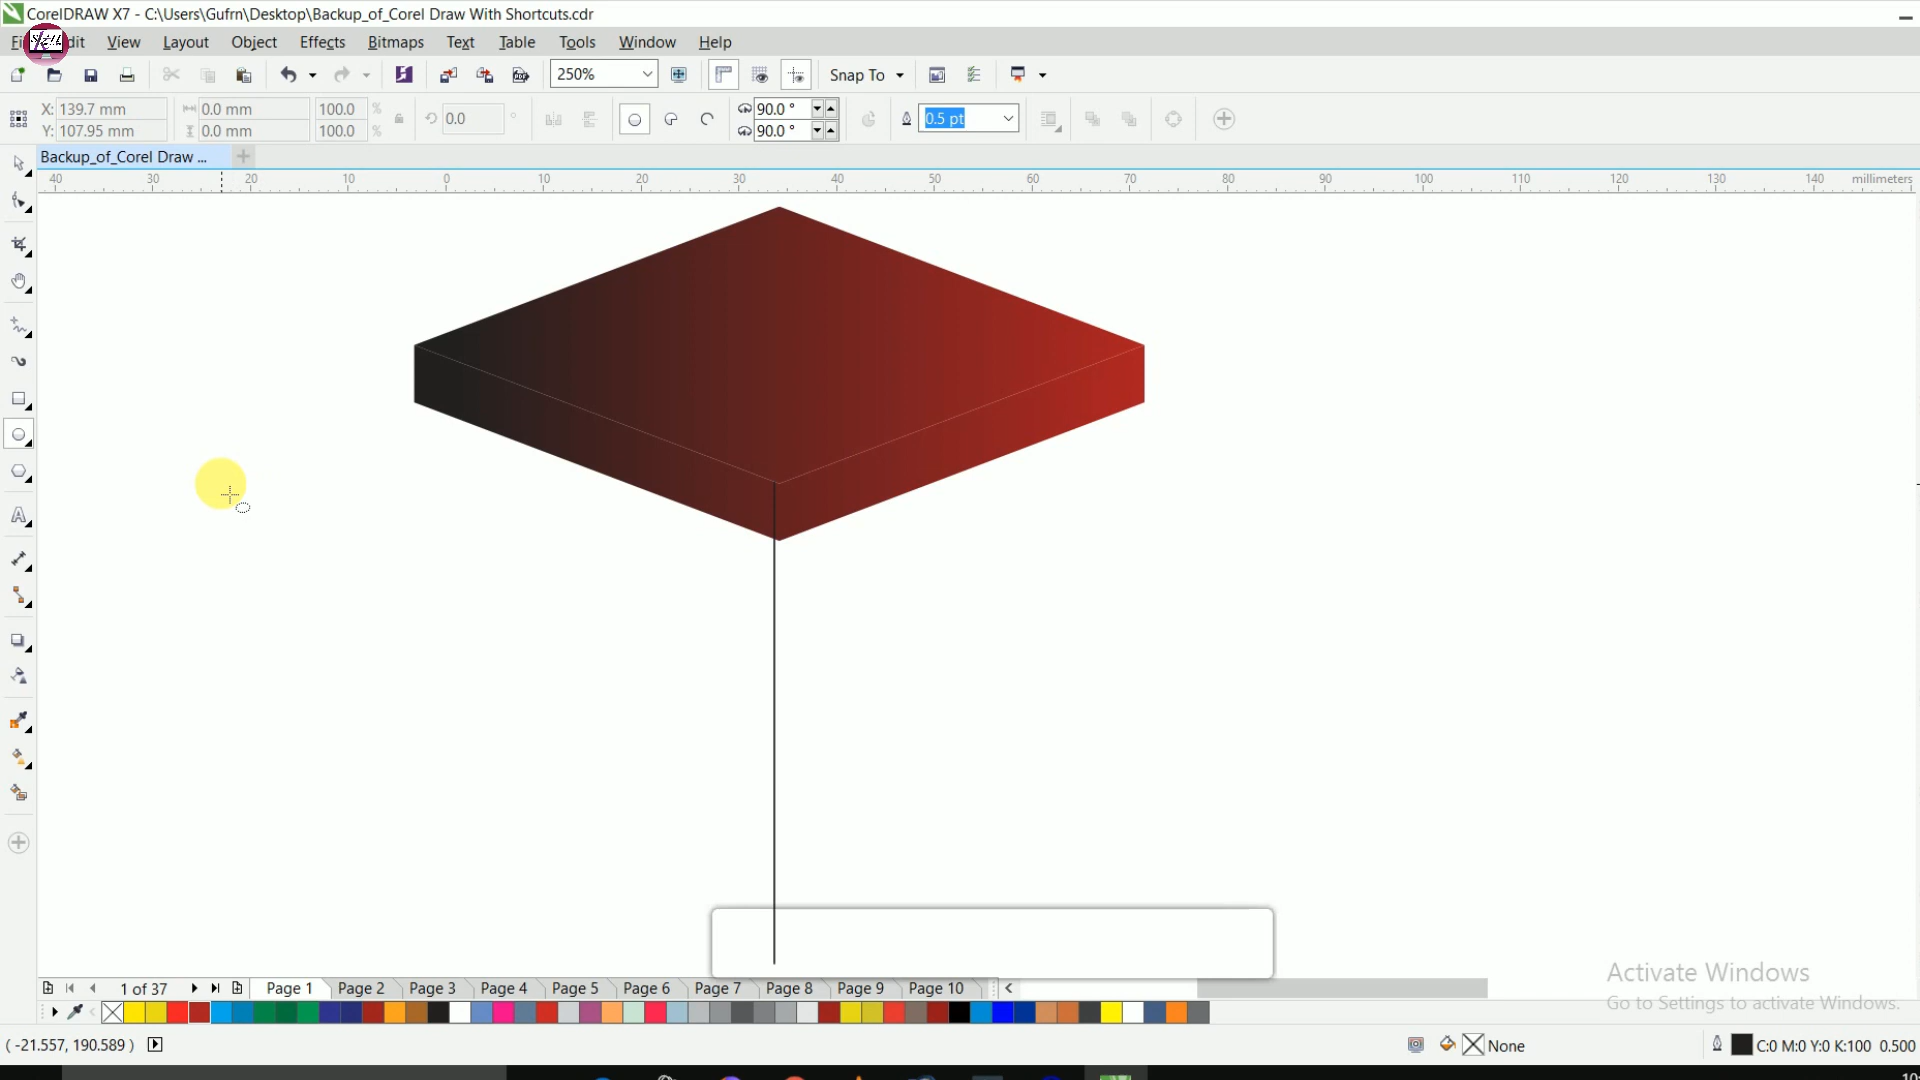 CorelDRAW X7 - C:\Users\Gufrn\Desktop\Backup_of_Corel Draw With Shortcuts.cdr
View Layout Object Effects Bitmaps Text Table Tools Window Help
250% Snap To
X: 139.7 mm 0.0 mm 100.0 % 0.0 ° 90.0 ° 0.5 pt
Y: 107.95 mm 0.0 mm 100.0 % 90.0 °
Backup_of_Corel Draw ...
40 30 20 10 0 10 20 30 40 50 60 70 80 90 100 110 120 130 140 millimeters
1 of 37 Page 1 Page 2 Page 3 Page 4 Page 5 Page 6 Page 7 Page 8 Page 9 Page 10
Activate Windows
Go to Settings to activate Windows.
( -21.557, 190.589 ) None C:0 M:0 Y:0 K:100 0.500